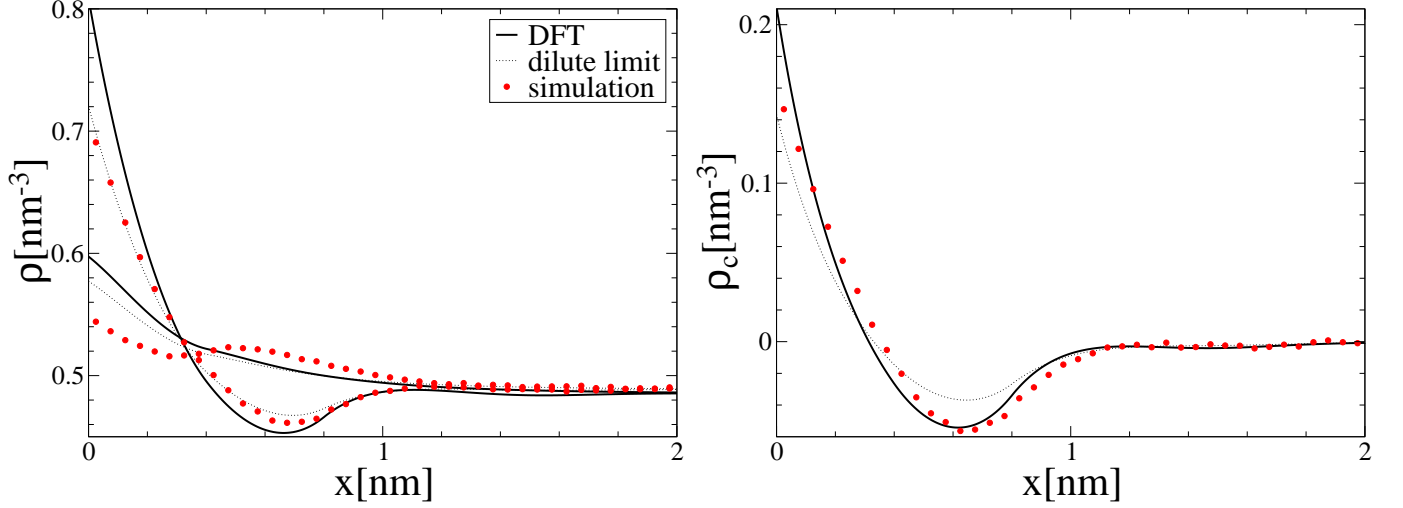 0.8
0.7
0.6
0.5
ρ[nm⁻³]
DFT
dilute limit
simulation
0
1
2
x[nm]
0.2
0.1
0
ρc[nm⁻³]
0
1
2
x[nm]